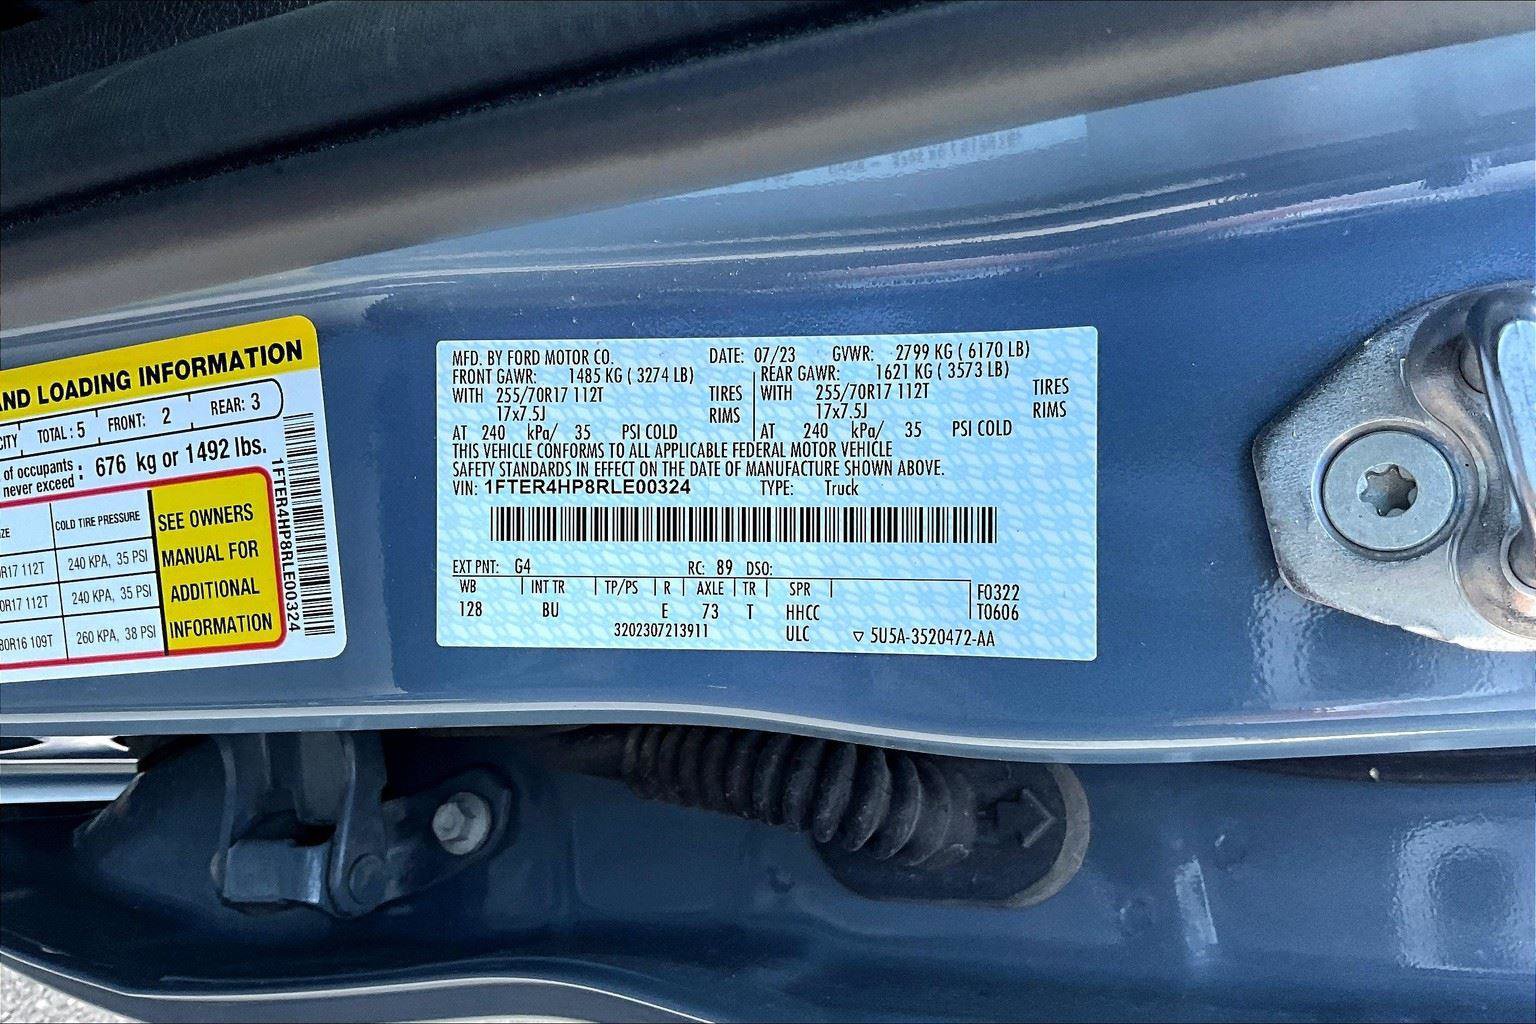 AND LOADING INFORMATION
CITY TOTAL: 5 FRONT: 2 REAR: 3
of occupants
never exceed : 676 kg or 1492 lbs.
COLD TIRE PRESSURE
R17 112T 240 KPA, 35 PSI
0R17 112T 240 KPA, 35 PSI
80R16 109T 260 KPA, 38 PSI
SEE OWNERS
MANUAL FOR
ADDITIONAL
INFORMATION
1FTER4HP8RLE00324
MFD. BY FORD MOTOR CO. DATE: 07/23 GVWR: 2799 KG ( 6170 LB)
FRONT GAWR: 1485 KG ( 3274 LB) REAR GAWR: 1621 KG ( 3573 LB)
WITH 255/70R17 112T TIRES WITH 255/70R17 112T TIRES
17x7.5J RIMS 17x7.5J RIMS
AT 240 kPa/ 35 PSI COLD AT 240 kPa/ 35 PSI COLD
THIS VEHICLE CONFORMS TO ALL APPLICABLE FEDERAL MOTOR VEHICLE
SAFETY STANDARDS IN EFFECT ON THE DATE OF MANUFACTURE SHOWN ABOVE.
VIN: 1FTER4HP8RLE00324 TYPE: Truck
EXT PNT: G4 RC: 89 DSO:
WB INT TR TP/PS R AXLE TR SPR F0322
128 BU E 73 T HHCC T0606
3202307213911 ULC ▽ 5U5A-3520472-AA